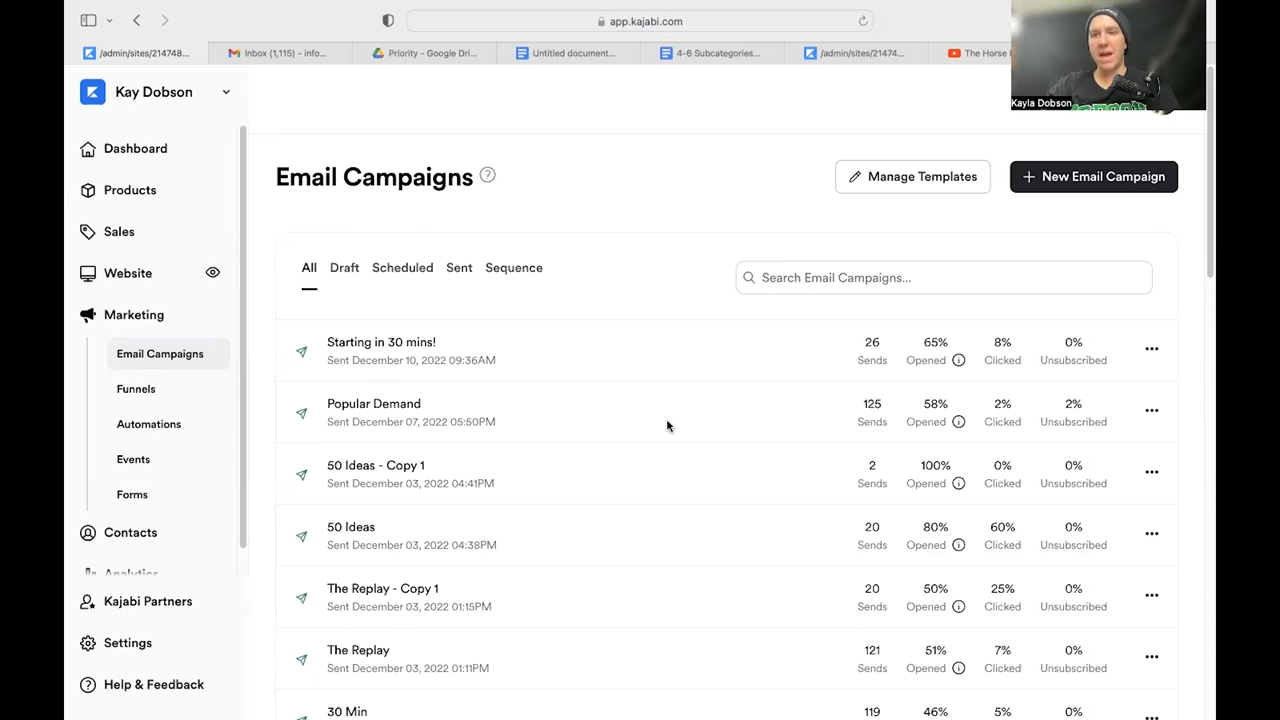 app.kajabi.com
/admin/sites/214748...
Inbox (1,115) - info...
Priority - Google Dri...
Untitled document...
4-6 Subcategories...
/admin/sites/21474...
The Horse
Kayla Dobson
Kay Dobson
Dashboard
Products
Sales
Website
Marketing
Email Campaigns
Funnels
Automations
Events
Forms
Contacts
Analytics
Kajabi Partners
Settings
Help & Feedback
Email Campaigns ?
Manage Templates
+ New Email Campaign
All Draft Scheduled Sent Sequence
Search Email Campaigns...
Starting in 30 mins! 26 65% 8% 0%
Sent December 10, 2022 09:36AM Sends Opened Clicked Unsubscribed
Popular Demand 125 58% 2% 2%
Sent December 07, 2022 05:50PM Sends Opened Clicked Unsubscribed
50 Ideas - Copy 1 2 100% 0% 0%
Sent December 03, 2022 04:41PM Sends Opened Clicked Unsubscribed
50 Ideas 20 80% 60% 0%
Sent December 03, 2022 04:38PM Sends Opened Clicked Unsubscribed
The Replay - Copy 1 20 50% 25% 0%
Sent December 03, 2022 01:15PM Sends Opened Clicked Unsubscribed
The Replay 121 51% 7% 0%
Sent December 03, 2022 01:11PM Sends Opened Clicked Unsubscribed
30 Min 119 46% 5% 0%